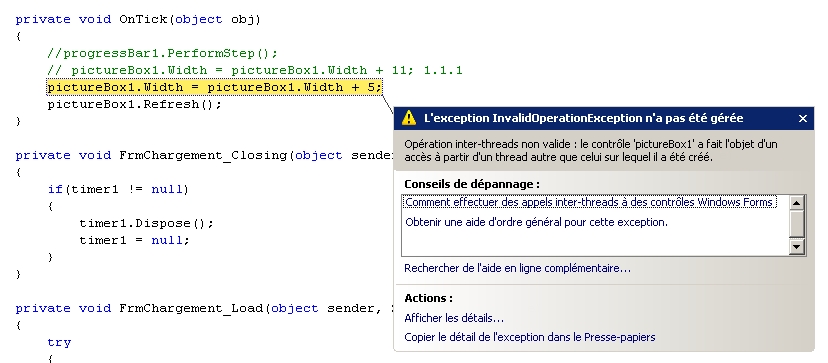 private void OnTick(object obj)
{
//progressBar1.PerformStep();
// pictureBox1.Width = pictureBox1.Width + 11; 1.1.1
pictureBox1.Width = pictureBox1.Width + 5;
pictureBox1.Refresh();
}
private void FrmChargement_Closing(object sender
{
if(timer1 != null)
{
timer1.Dispose();
timer1 = null;
}
}
private void FrmChargement_Load(object sender,
{
try
{
L'exception InvalidOperationException n'a pas été gérée
Opération inter-threads non valide : le contrôle 'pictureBox1' a fait l'objet d'un
accès à partir d'un thread autre que celui sur lequel il a été créé.
Conseils de dépannage :
Comment effectuer des appels inter-threads à des contrôles Windows Forms
Obtenir une aide d'ordre général pour cette exception.
Rechercher de l'aide en ligne complémentaire...
Actions :
Afficher les détails...
Copier le détail de l'exception dans le Presse-papiers